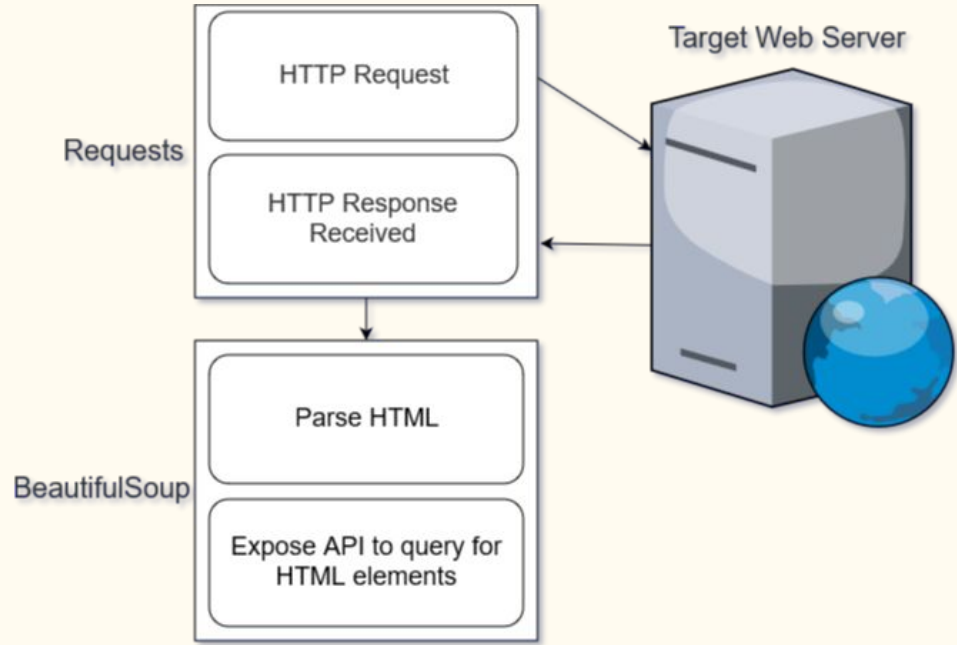 Target Web Server
HTTP Request
Requests
HTTP Response
Received
Parse HTML
BeautifulSoup
Expose API to query for
HTML elements